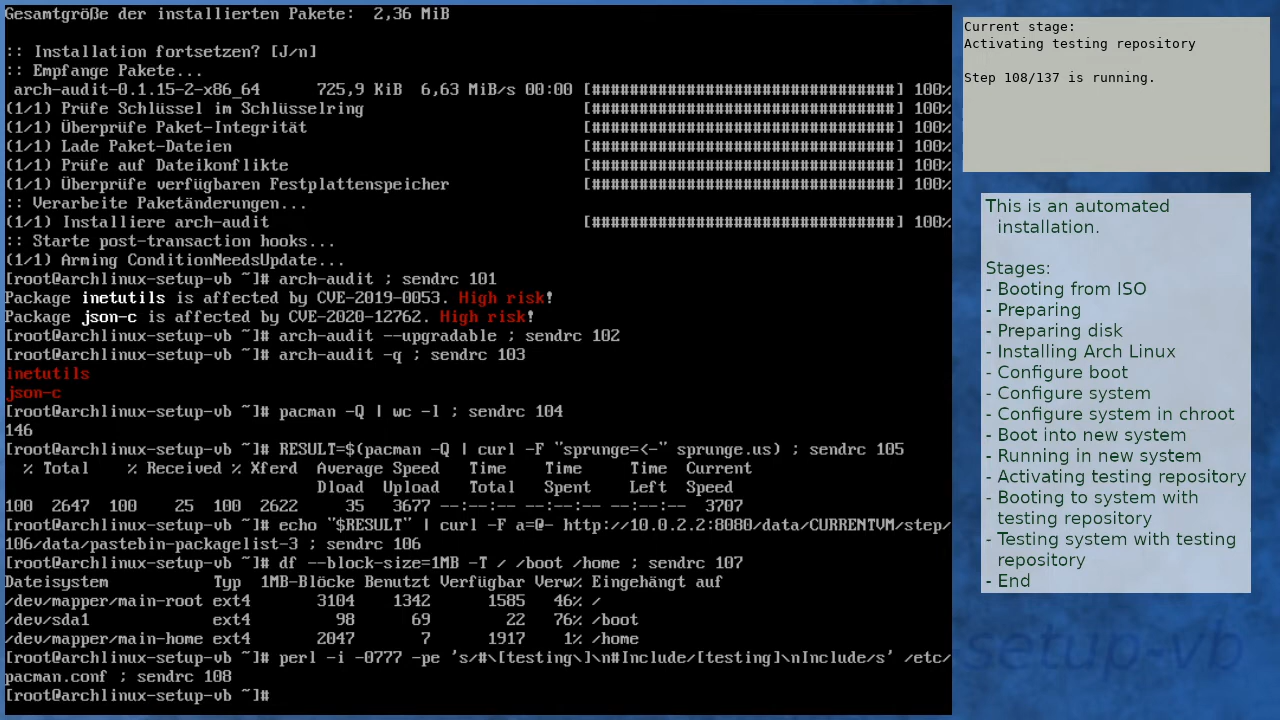 Gesamtgröße der installierten Pakete:  2,36 MiB
:: Installation fortsetzen? [J/n]
:: Empfange Pakete...
arch-audit-0.1.15-2-x86_64      725,9 KiB  6,63 MiB/s 00:00 [################################] 100%
(1/1) Prüfe Schlüssel im Schlüsselring                       [################################] 100%
(1/1) Überprüfe Paket-Integrität                             [################################] 100%
(1/1) Lade Paket-Dateien                                     [################################] 100%
(1/1) Prüfe auf Dateikonflikte                               [################################] 100%
(1/1) Überprüfe verfügbaren Festplattenspeicher              [################################] 100%
:: Verarbeite Paketänderungen...
(1/1) Installiere arch-audit                                 [################################] 100%
:: Starte post-transaction hooks...
(1/1) Arming ConditionNeedsUpdate...
[root@archlinux-setup-vb ~]# arch-audit ; sendrc 101
Package inetutils is affected by CVE-2019-0053. High risk!
Package json-c is affected by CVE-2020-12762. High risk!
[root@archlinux-setup-vb ~]# arch-audit --upgradable ; sendrc 102
[root@archlinux-setup-vb ~]# arch-audit -q ; sendrc 103
inetutils
json-c
[root@archlinux-setup-vb ~]# pacman -Q | wc -l ; sendrc 104
146
[root@archlinux-setup-vb ~]# RESULT=$(pacman -Q | curl -F "sprunge=<-" sprunge.us) ; sendrc 105
  % Total    % Received % Xferd  Average Speed   Time    Time     Time  Current
                                 Dload  Upload   Total   Spent    Left  Speed
100  2647  100    25  100  2622     35   3677 --:--:-- --:--:-- --:--:--  3707
[root@archlinux-setup-vb ~]# echo "$RESULT" | curl -F a=@- http://10.0.2.2:8080/data/CURRENTVM/step/
106/data/pastebin-packagelist-3 ; sendrc 106
[root@archlinux-setup-vb ~]# df --block-size=1MB -T / /boot /home ; sendrc 107
Dateisystem           Typ  1MB-Blöcke Benutzt Verfügbar Verw% Eingehängt auf
/dev/mapper/main-root ext4       3104    1342      1585   46% /
/dev/sda1             ext4         98      69        22   76% /boot
/dev/mapper/main-home ext4       2047       7      1917    1% /home
[root@archlinux-setup-vb ~]# perl -i -0777 -pe 's/#\[testing\]\n#Include/[testing]\nInclude/s' /etc/
pacman.conf ; sendrc 108
[root@archlinux-setup-vb ~]#
Current stage:
Activating testing repository
Step 108/137 is running.
This is an automated
installation.
Stages:
- Booting from ISO
- Preparing
- Preparing disk
- Installing Arch Linux
- Configure boot
- Configure system
- Configure system in chroot
- Boot into new system
- Running in new system
- Activating testing repository
- Booting to system with
testing repository
- Testing system with testing
repository
- End
setup-vb